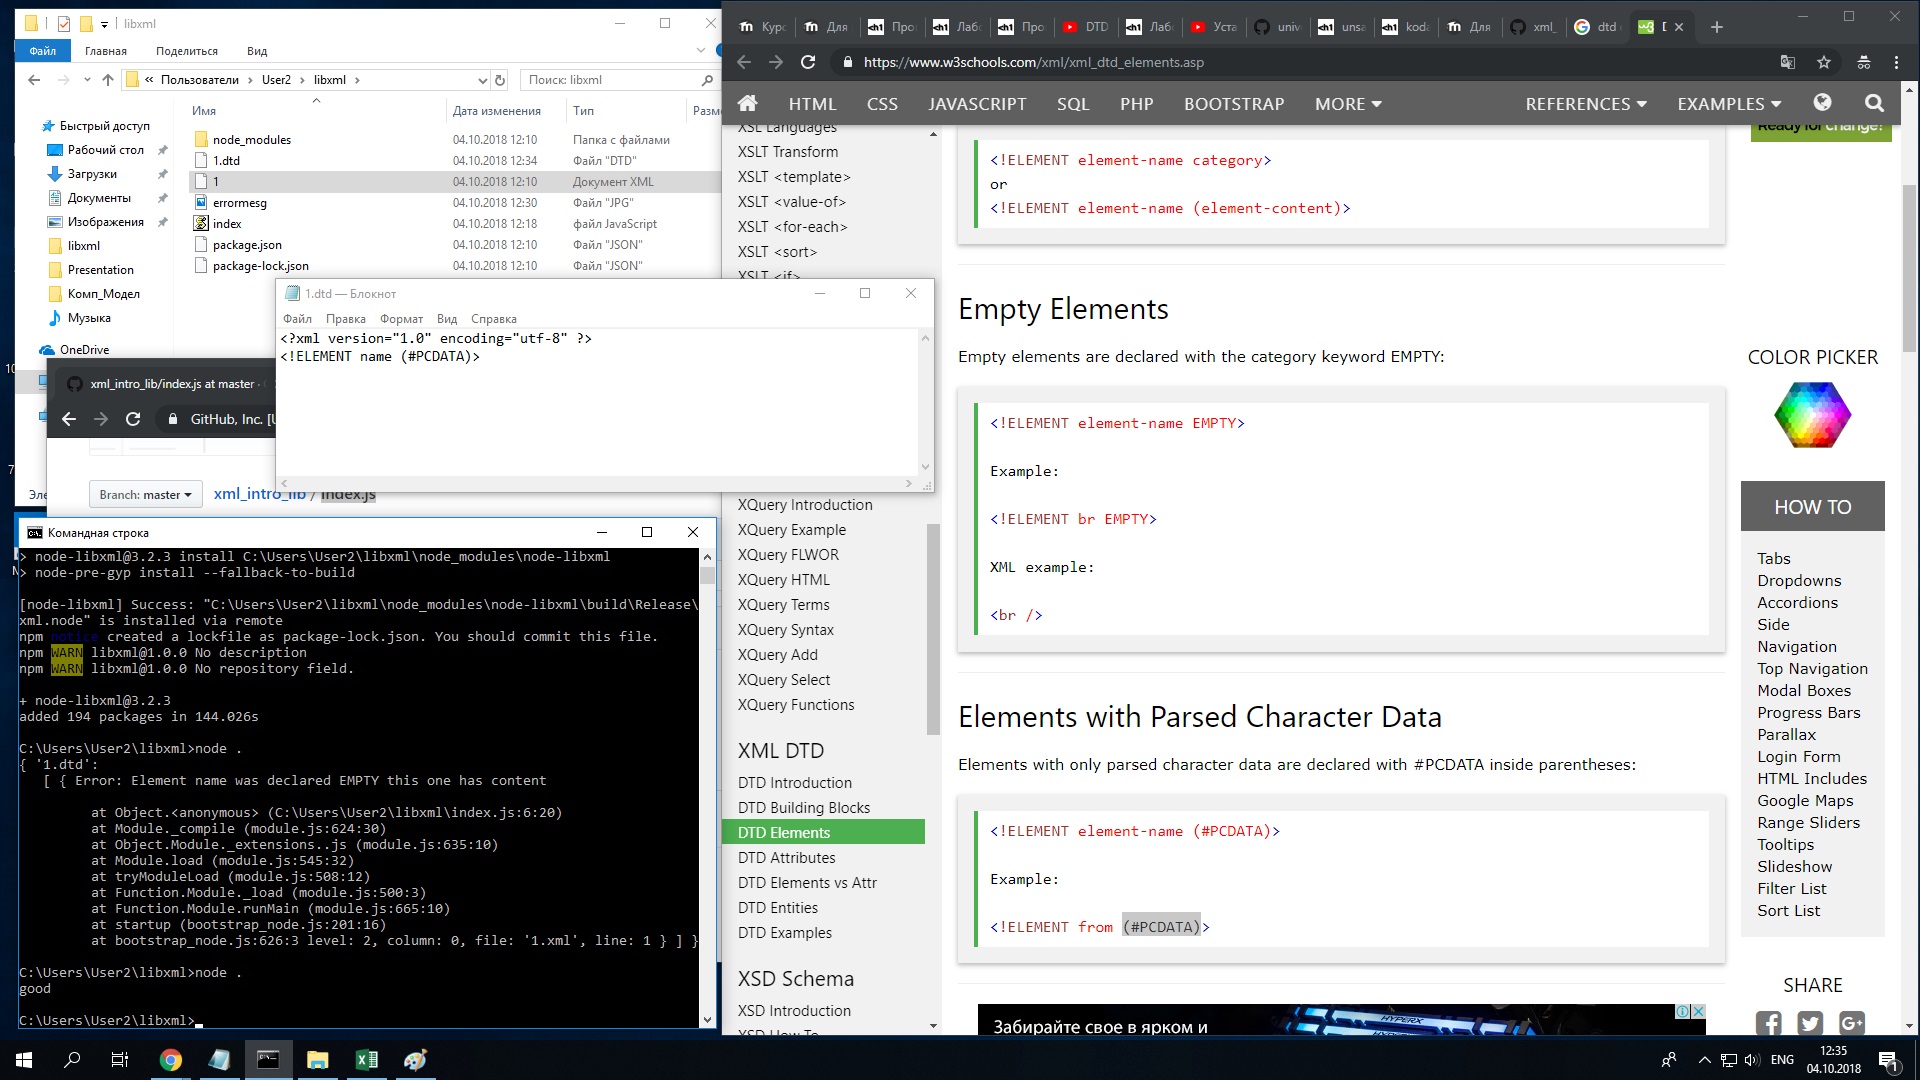 libxml
Файл Главная Поделиться Вид
« Пользователи › User2 › libxml ›
Поиск: libxml
Имя Дата изменения Тип Разм
Быстрый доступ
Рабочий стол
Загрузки
Документы
Изображения
libxml
Presentation
Комп_Модел
Музыка
OneDrive
node_modules 04.10.2018 12:10 Папка с файлами
1.dtd 04.10.2018 12:34 Файл "DTD"
1 04.10.2018 12:10 Документ XML
errormesg 04.10.2018 12:30 Файл "JPG"
index 04.10.2018 12:18 файл JavaScript
package.json 04.10.2018 12:10 Файл "JSON"
package-lock.json 04.10.2018 12:10 Файл "JSON"
1.dtd — Блокнот
Файл Правка Формат Вид Справка
<?xml version="1.0" encoding="utf-8" ?>
<!ELEMENT name (#PCDATA)>
xml_intro_lib/index.js at master ·
GitHub, Inc. [U
Branch: master
xml_intro_lib / index.js
Командная строка
> node-libxml@3.2.3 install C:\Users\User2\libxml\node_modules\node-libxml
> node-pre-gyp install --fallback-to-build
[node-libxml] Success: "C:\Users\User2\libxml\node_modules\node-libxml\build\Release\
xml.node" is installed via remote
npm notice created a lockfile as package-lock.json. You should commit this file.
npm WARN libxml@1.0.0 No description
npm WARN libxml@1.0.0 No repository field.
+ node-libxml@3.2.3
added 194 packages in 144.026s
C:\Users\User2\libxml>node .
{ '1.dtd':
[ { Error: Element name was declared EMPTY this one has content
at Object.<anonymous> (C:\Users\User2\libxml\index.js:6:20)
at Module._compile (module.js:624:30)
at Object.Module._extensions..js (module.js:635:10)
at Module.load (module.js:545:32)
at tryModuleLoad (module.js:508:12)
at Function.Module._load (module.js:500:3)
at Function.Module.runMain (module.js:665:10)
at startup (bootstrap_node.js:201:16)
at bootstrap_node.js:626:3 level: 2, column: 0, file: '1.xml', line: 1 } ] }
C:\Users\User2\libxml>node .
good
C:\Users\User2\libxml>
Курс Для Про Лаб Про DTD Лаб Уста univ unsa koda Для xml_ dtd
https://www.w3schools.com/xml/xml_dtd_elements.asp
HTML CSS JAVASCRIPT SQL PHP BOOTSTRAP MORE REFERENCES EXAMPLES
XSL Languages
XSLT Transform
XSLT <template>
XSLT <value-of>
XSLT <for-each>
XSLT <sort>
XSLT <if>
XQuery Introduction
XQuery Example
XQuery FLWOR
XQuery HTML
XQuery Terms
XQuery Syntax
XQuery Add
XQuery Select
XQuery Functions
XML DTD
DTD Introduction
DTD Building Blocks
DTD Elements
DTD Attributes
DTD Elements vs Attr
DTD Entities
DTD Examples
XSD Schema
XSD Introduction
XSD How To
<!ELEMENT element-name category>
or
<!ELEMENT element-name (element-content)>
Empty Elements
Empty elements are declared with the category keyword EMPTY:
<!ELEMENT element-name EMPTY>
Example:
<!ELEMENT br EMPTY>
XML example:
<br />
Elements with Parsed Character Data
Elements with only parsed character data are declared with #PCDATA inside parentheses:
<!ELEMENT element-name (#PCDATA)>
Example:
<!ELEMENT from (#PCDATA)>
Забирайте свое в ярком и
HYPERX
Ready for change?
COLOR PICKER
HOW TO
Tabs
Dropdowns
Accordions
Side
Navigation
Top Navigation
Modal Boxes
Progress Bars
Parallax
Login Form
HTML Includes
Google Maps
Range Sliders
Tooltips
Slideshow
Filter List
Sort List
SHARE
ENG
12:35
04.10.2018
1